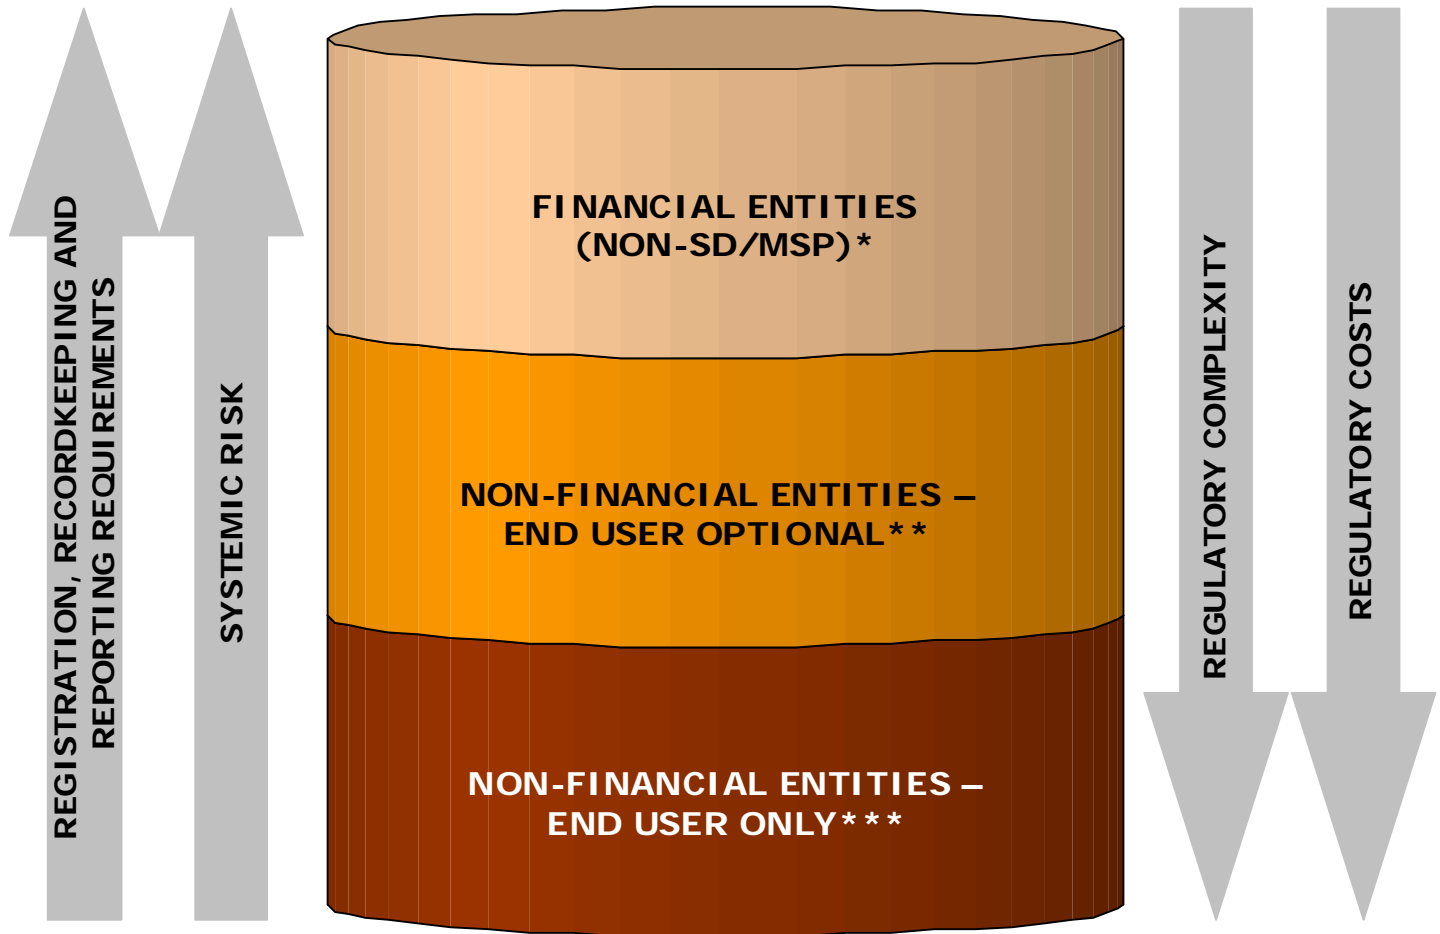 REGISTRATION, RECORDKEEPING AND
REPORTING REQUIREMENTS
SYSTEMIC RISK
FINANCIAL ENTITIES
(NON-SD/MSP)*
NON-FINANCIAL ENTITIES –
END USER OPTIONAL**
NON-FINANCIAL ENTITIES –
END USER ONLY***
REGULATORY COMPLEXITY
REGULATORY COSTS